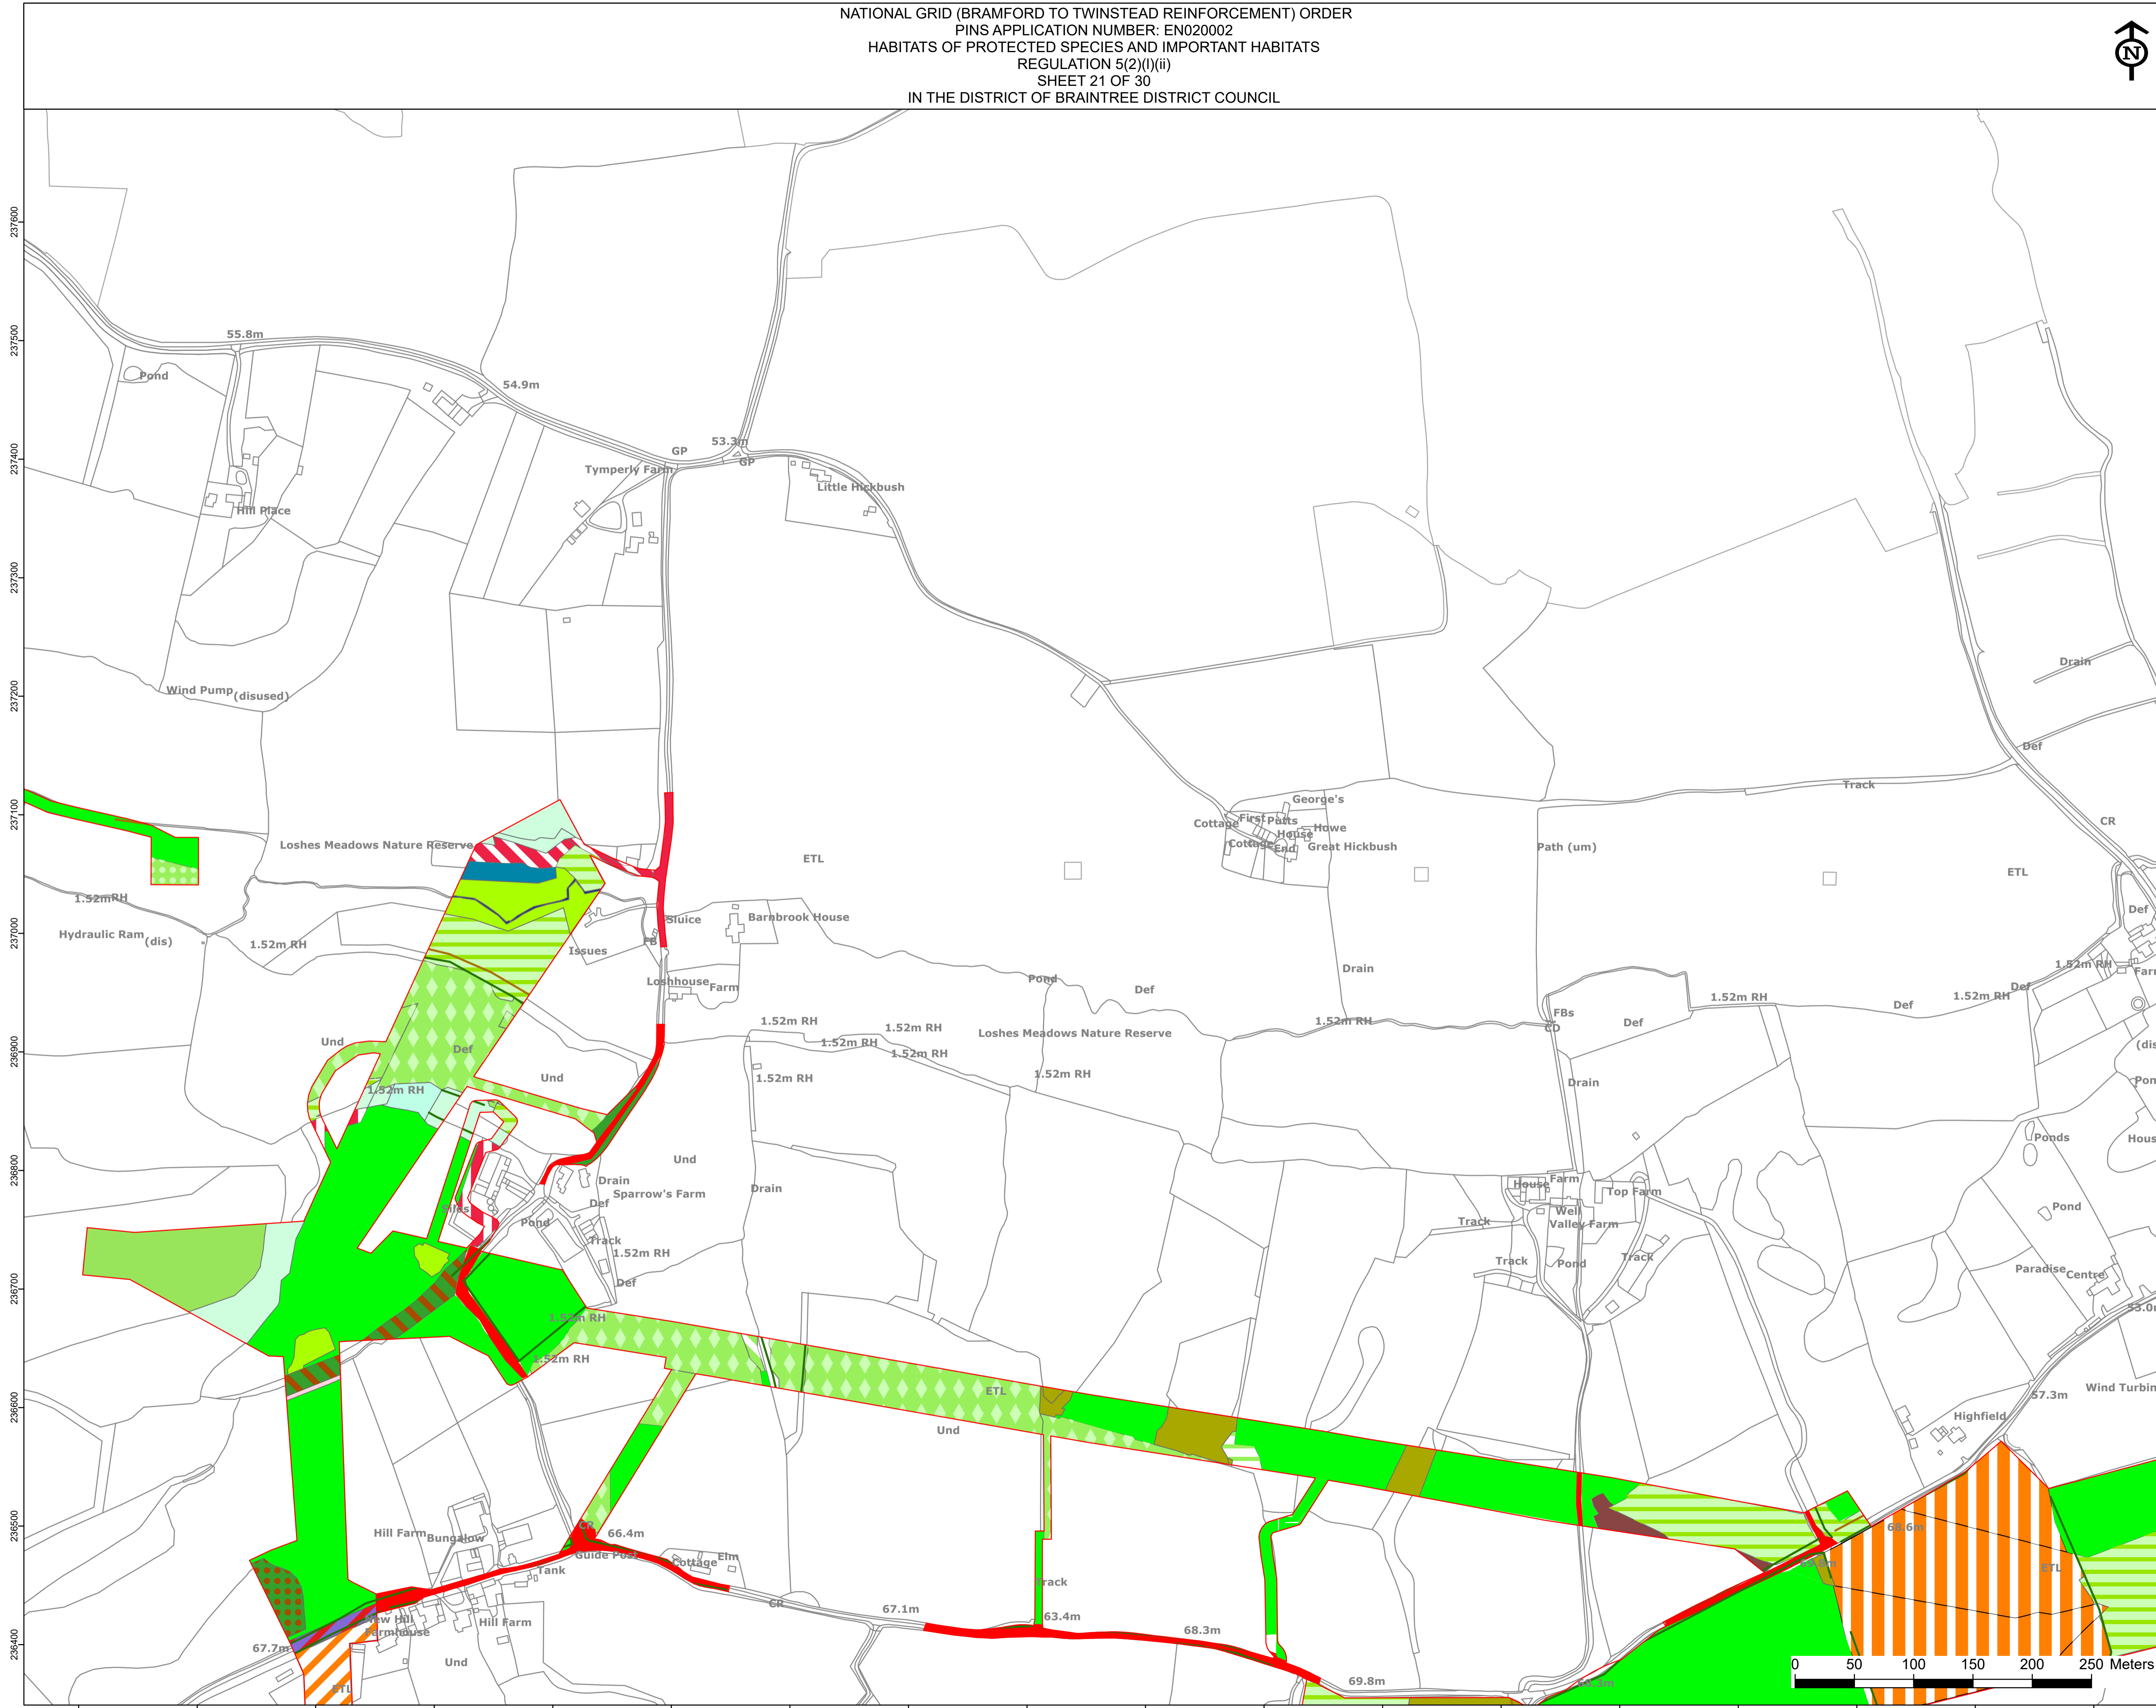 NATIONAL GRID (BRAMFORD TO TWINSTEAD REINFORCEMENT) ORDER
PINS APPLICATION NUMBER: EN020002
HABITATS OF PROTECTED SPECIES AND IMPORTANT HABITATS
REGULATION 5(2)(l)(ii)
SHEET 21 OF 30
IN THE DISTRICT OF BRAINTREE DISTRICT COUNCIL
N
237600
237500
55.8m
Pond
54.9m
237400
GP
53.3m
GP
Tymperly Farm
Little Hickbush
Hill Place
237300
237200
Wind Pump (disused)
Drain
Def
Track
237100
George's
Cottage
First
Putts
Howe
House
Cottage
End
Great Hickbush
CR
Loshes Meadows Nature Reserve
ETL
Path (um)
ETL
1.52m RH
Def
237000
Sluice
Barnbrook House
Hydraulic Ram (dis)
1.52m RH
FB
Issues
Drain
1.52m RH
Loshhouse Farm
Pond
Def
Def
1.52m RH
Def
1.52m RH
FBs
CD
Def
1.52m RH
1.52m RH
1.52m RH
1.52m RH
1.52m RH
Loshes Meadows Nature Reserve
236900
Und
Def
Und
1.52m RH
1.52m RH
1.52m RH
Drain
Ponds
236800
Und
Drain
Drain
Sparrow's Farm
Def
House
Farm
Top Farm
Well
Valley Farm
Silos
Pond
Track
Track
Pond
1.52m RH
Def
Track
Pond
Track
Paradise Centre
236700
1.52m RH
1.52m RH
57.3m
ETL
236600
Und
Highfield
236500
Hill Farm
Bungalow
CR
66.4m
Guide Post
Cottage
Elm
Tank
68.6m
ETL
Track
CR
67.1m
63.4m
68.3m
New Hill
Farmhouse
Hill Farm
67.7m
236400
Und
ETL
69.8m
0 50 100 150 200 250 Meters